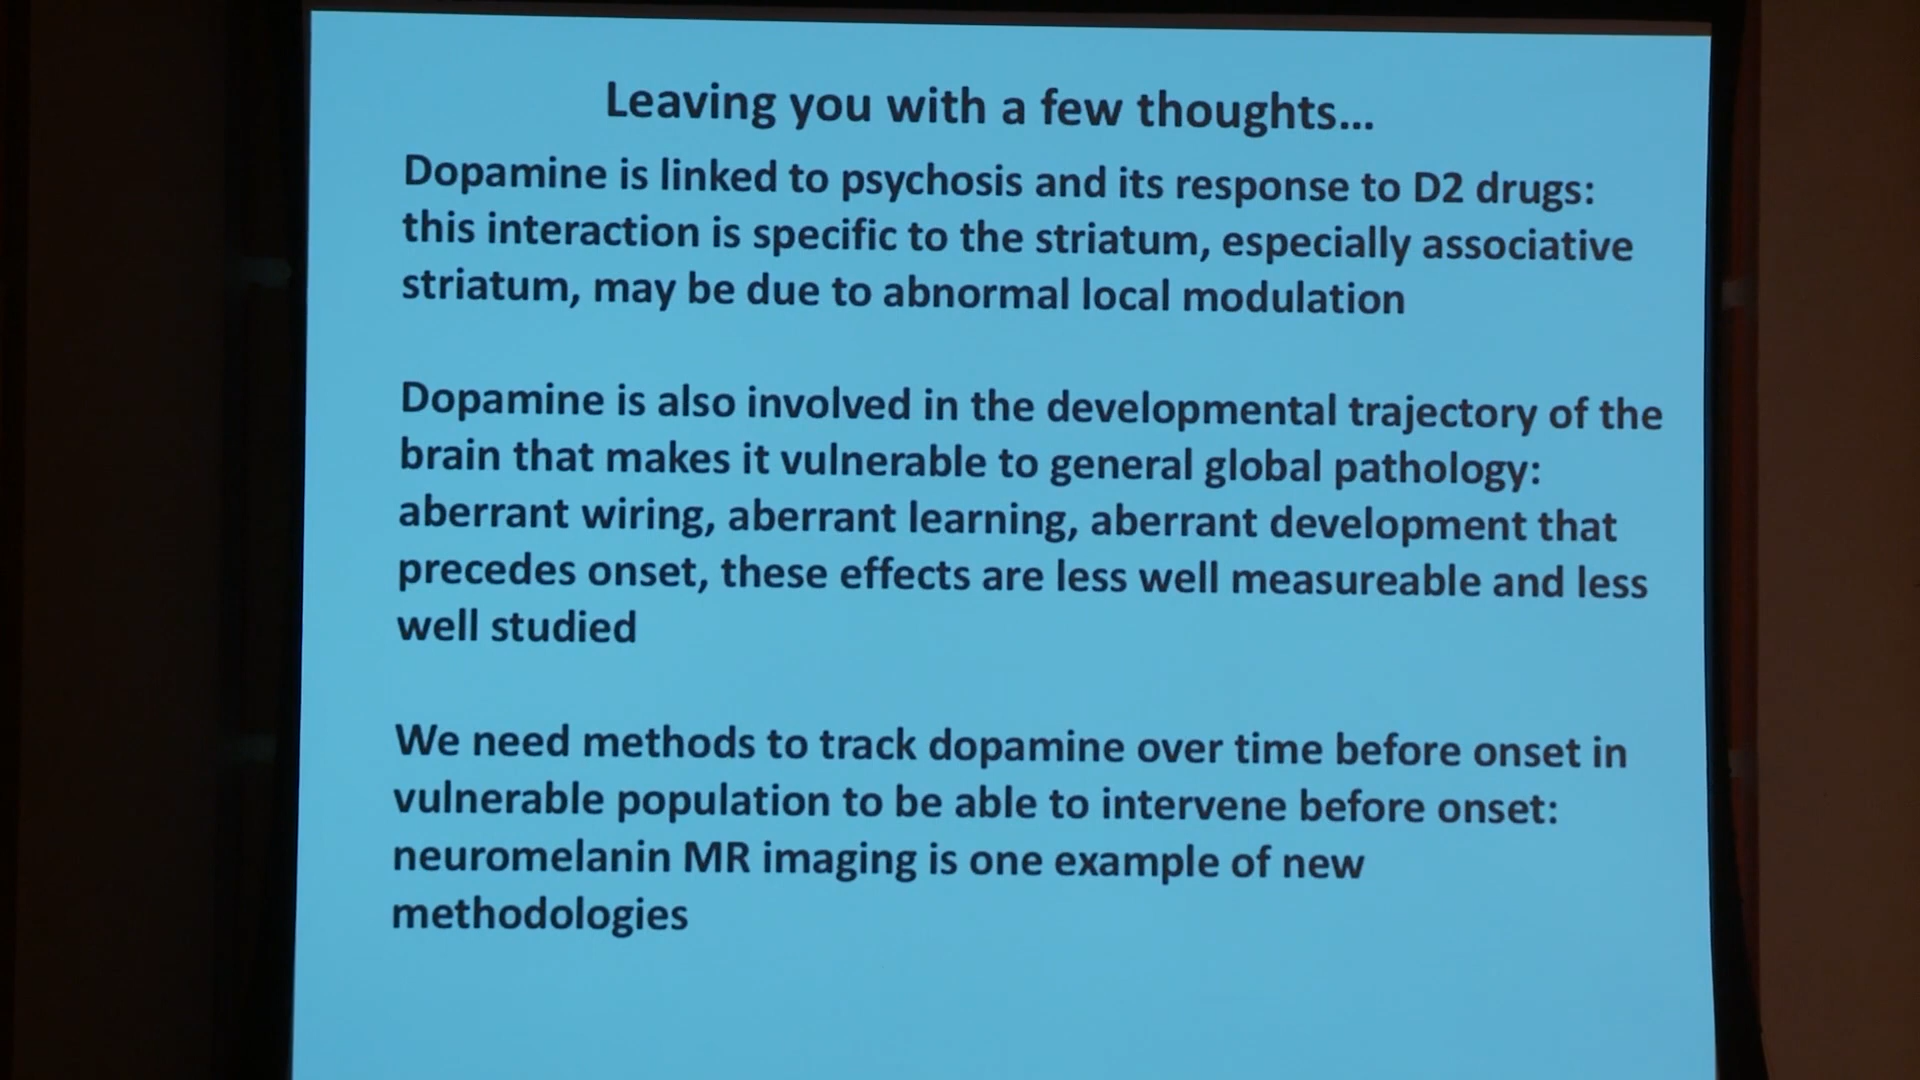 Leaving you with a few thoughts...
Dopamine is linked to psychosis and its response to D2 drugs:
this interaction is specific to the striatum, especially associative
striatum, may be due to abnormal local modulation
Dopamine is also involved in the developmental trajectory of the
brain that makes it vulnerable to general global pathology:
aberrant wiring, aberrant learning, aberrant development that
precedes onset, these effects are less well measureable and less
well studied
We need methods to track dopamine over time before onset in
vulnerable population to be able to intervene before onset:
neuromelanin MR imaging is one example of new
methodologies